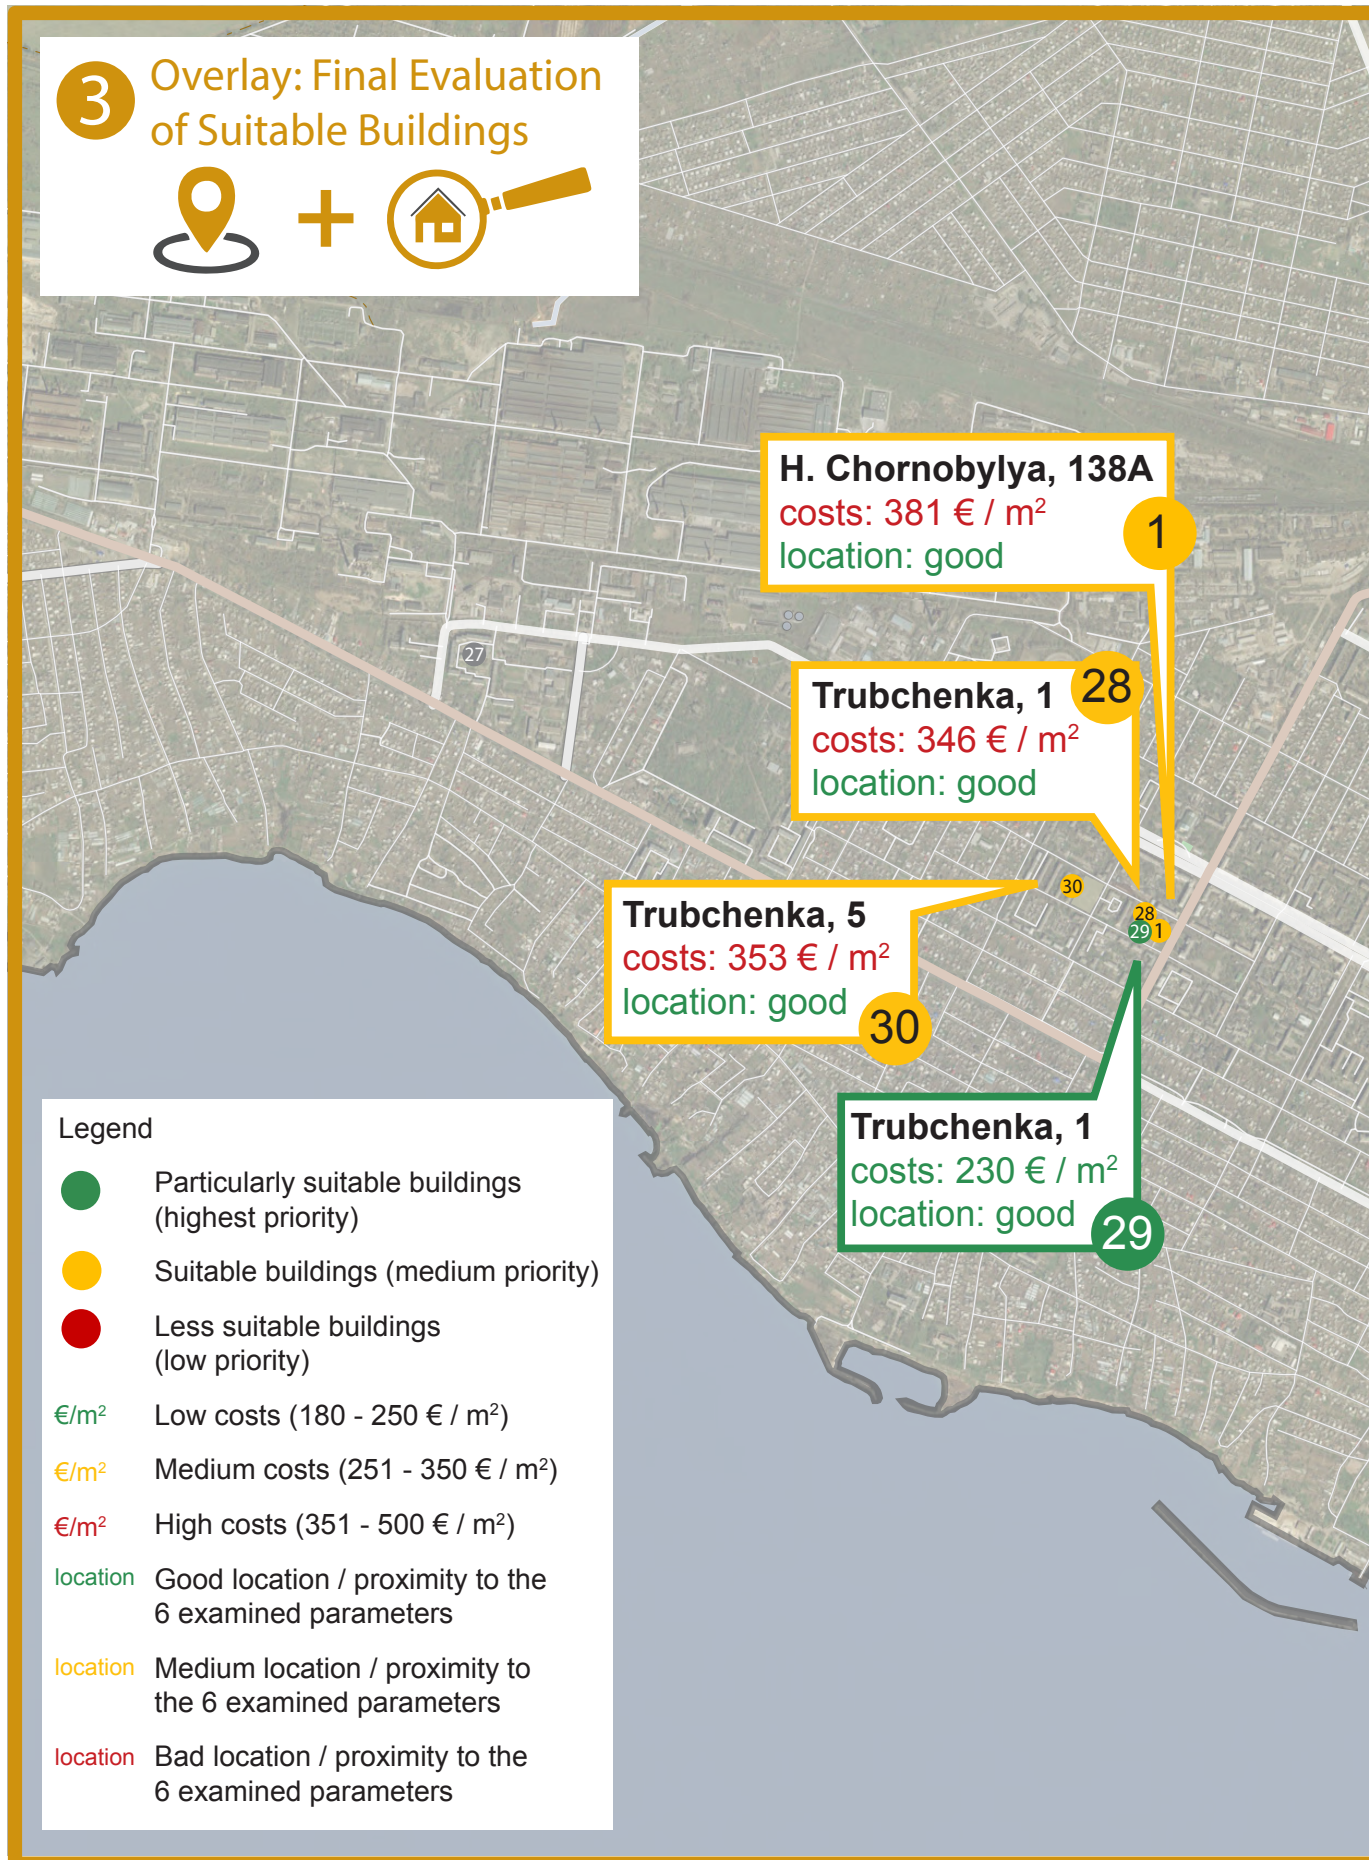 3
Overlay: Final Evaluation
of Suitable Buildings
H. Chornobylya, 138A
costs: 381 € / m²
location: good
1
27
Trubchenka, 1
28
costs: 346 € / m²
location: good
30
28
29
1
Trubchenka, 5
costs: 353 € / m²
location: good
30
Trubchenka, 1
costs: 230 € / m²
location: good
29
Legend
Particularly suitable buildings
(highest priority)
Suitable buildings (medium priority)
Less suitable buildings
(low priority)
€/m² Low costs (180 - 250 € / m²)
€/m² Medium costs (251 - 350 € / m²)
€/m² High costs (351 - 500 € / m²)
location Good location / proximity to the
6 examined parameters
location Medium location / proximity to
the 6 examined parameters
location Bad location / proximity to the
6 examined parameters